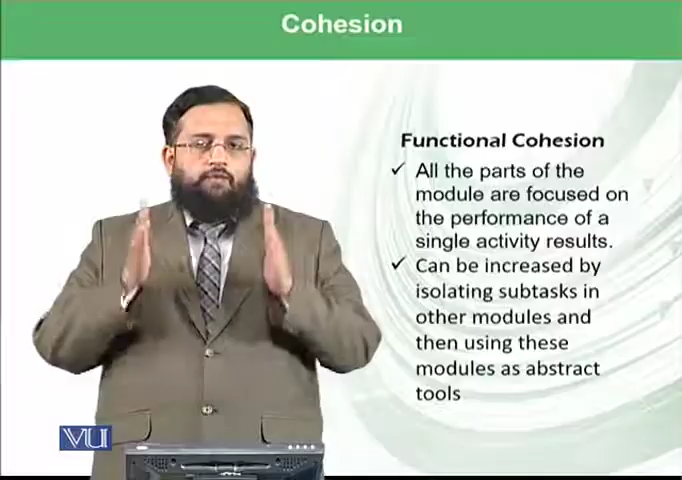 Cohesion
Functional Cohesion
✓ All the parts of the
module are focused on
the performance of a
single activity results.
✓ Can be increased by
isolating subtasks in
other modules and
then using these
modules as abstract
tools
VU